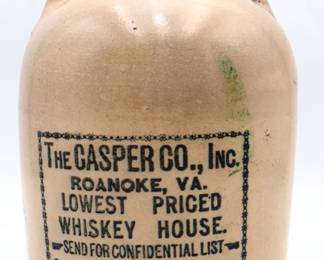 THE CASPER CO., INC.
ROANOKE, VA.
LOWEST PRICED
WHISKEY HOUSE.
SEND FOR CONFIDENTIAL LIST